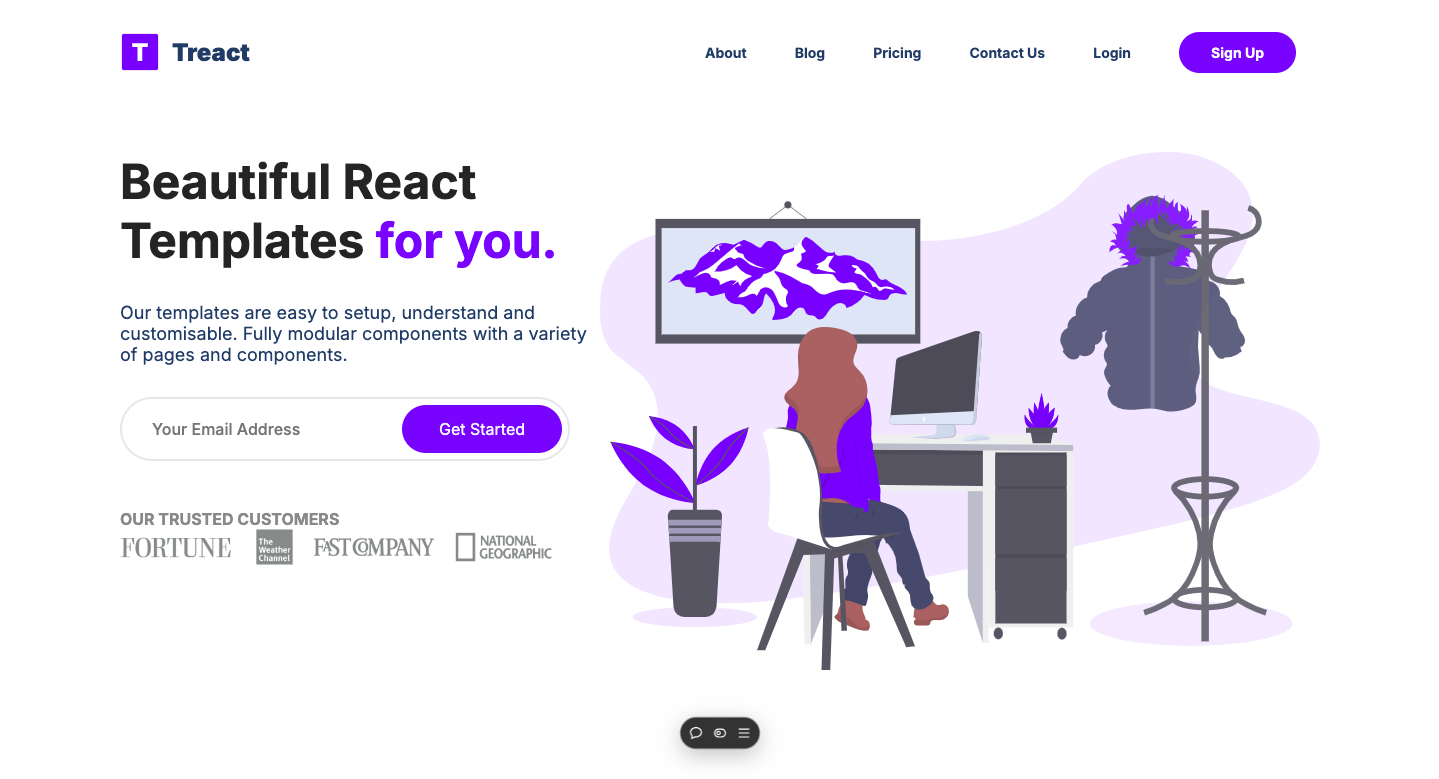 T Treact
About Blog Pricing Contact Us Login Sign Up
Beautiful React
Templates for you.
Our templates are easy to setup, understand and
customisable. Fully modular components with a variety
of pages and components.
Your Email Address Get Started
OUR TRUSTED CUSTOMERS
FORTUNE
The
Weather
Channel
FAST COMPANY
NATIONAL
GEOGRAPHIC